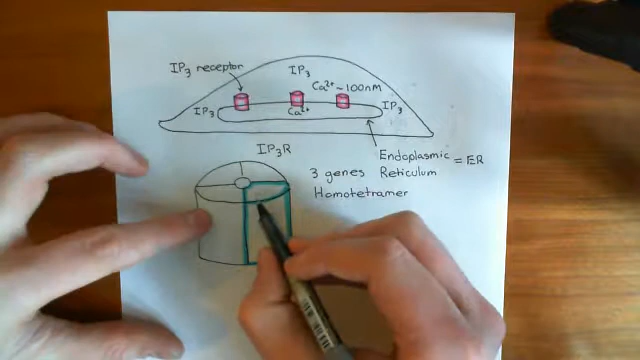 IP3 receptor
IP3
Ca2+ ~100nM
IP3
Ca2+
IP3
IP3R
Endoplasmic = ER
Reticulum
3 genes
Homotetramer